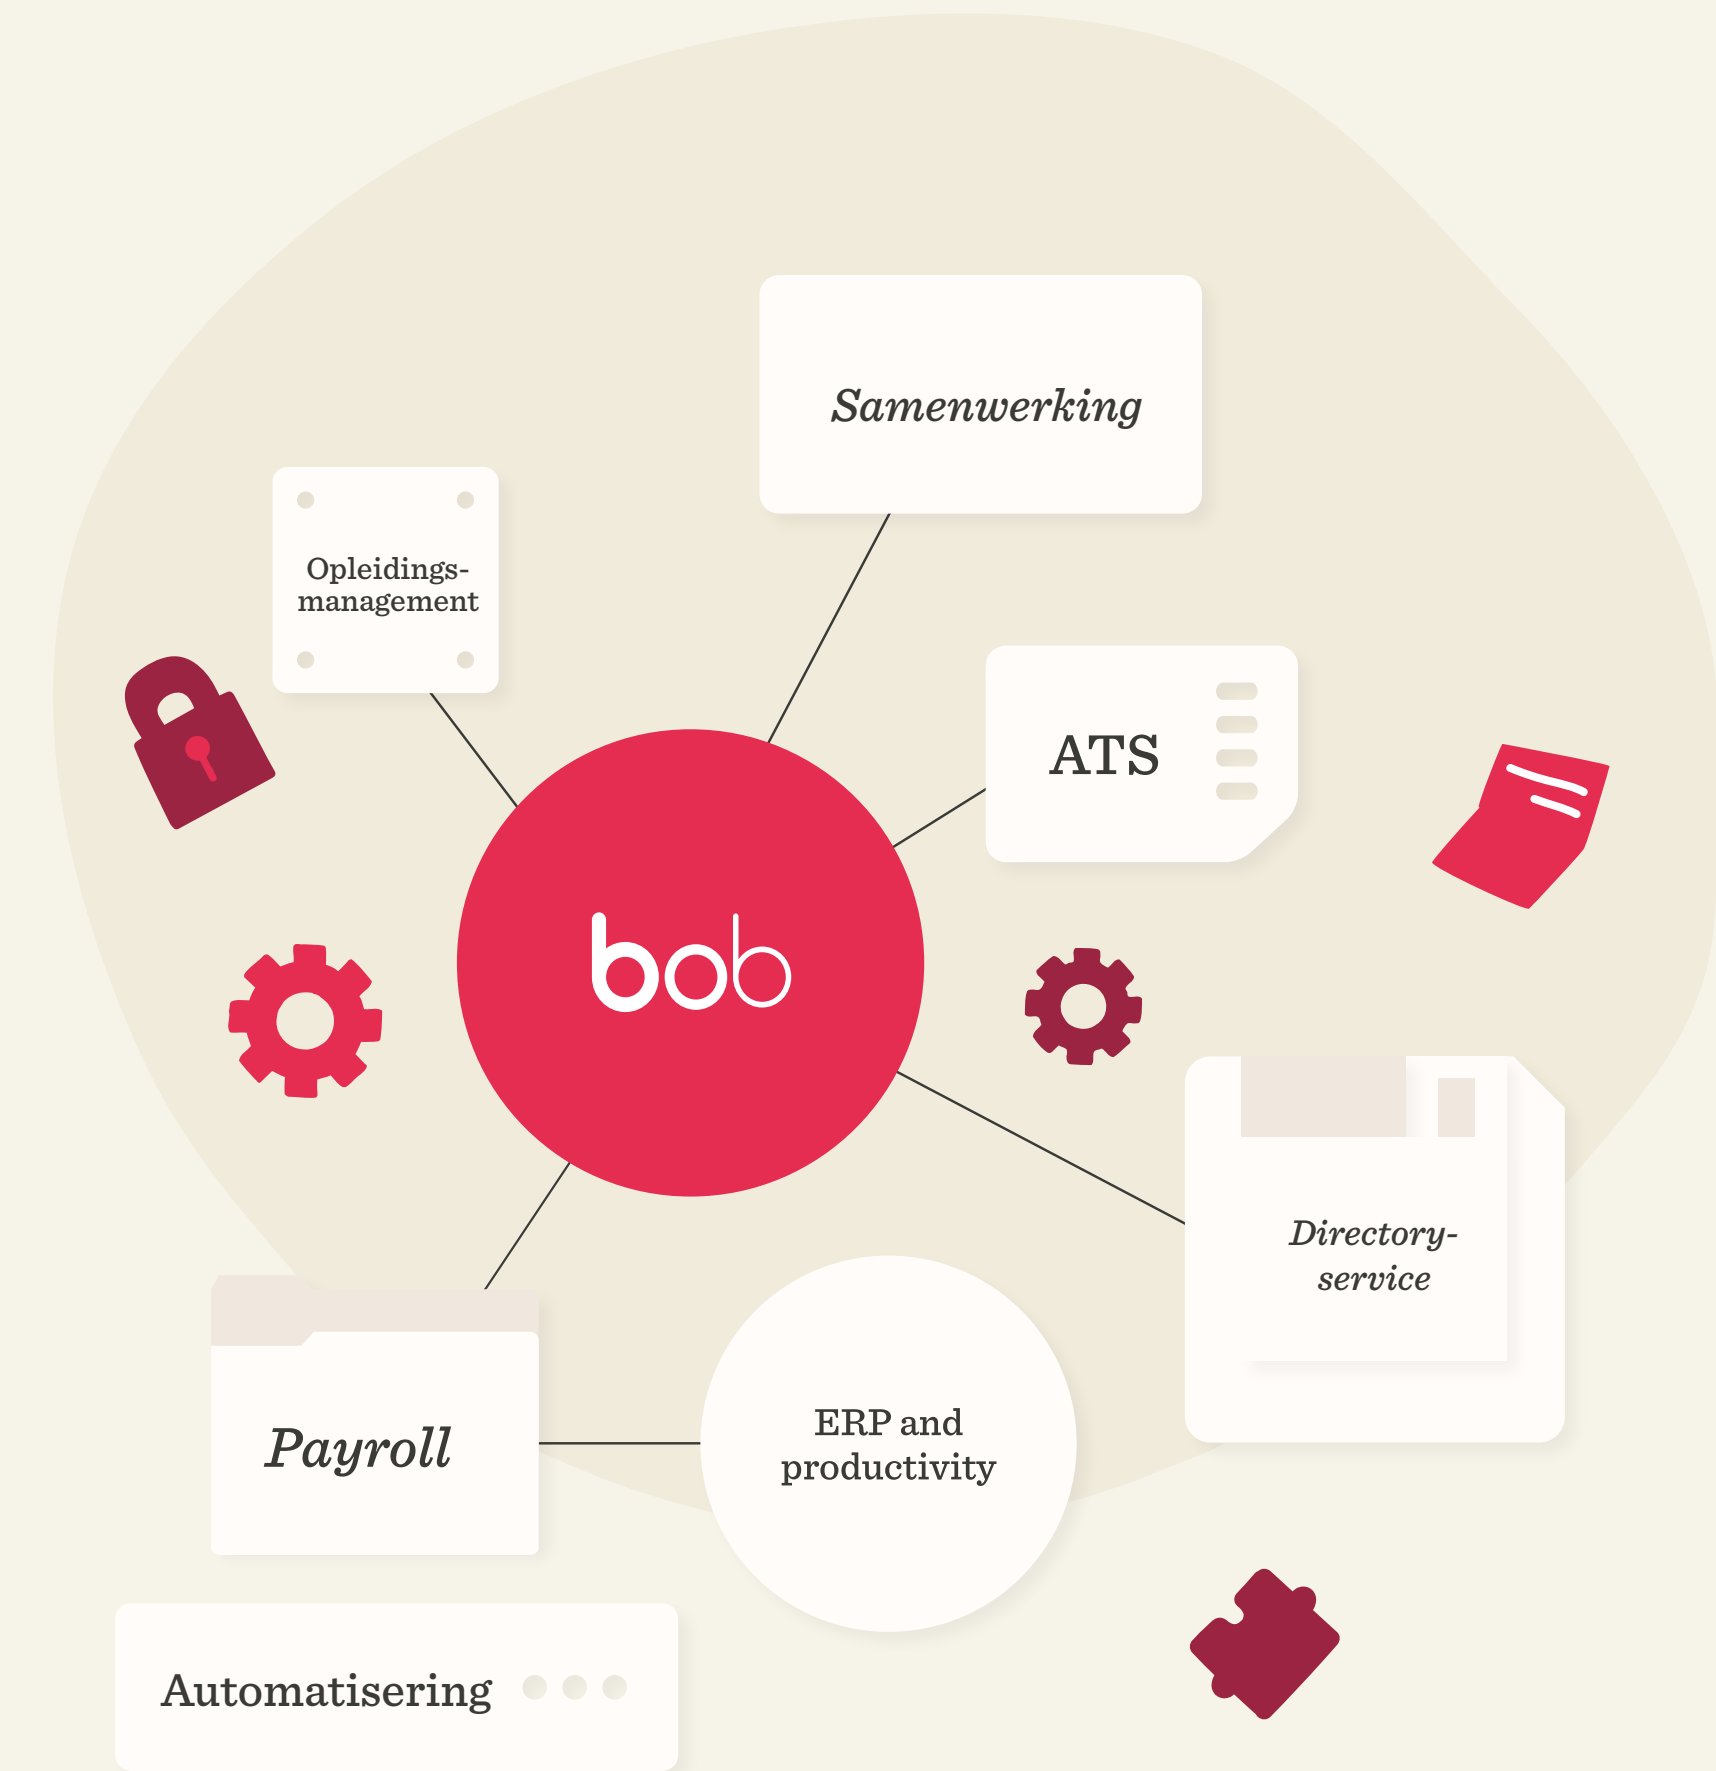 Samenwerking
Opleidings-
management
ATS
bob
Directory-
service
ERP and
productivity
Payroll
Automatisering